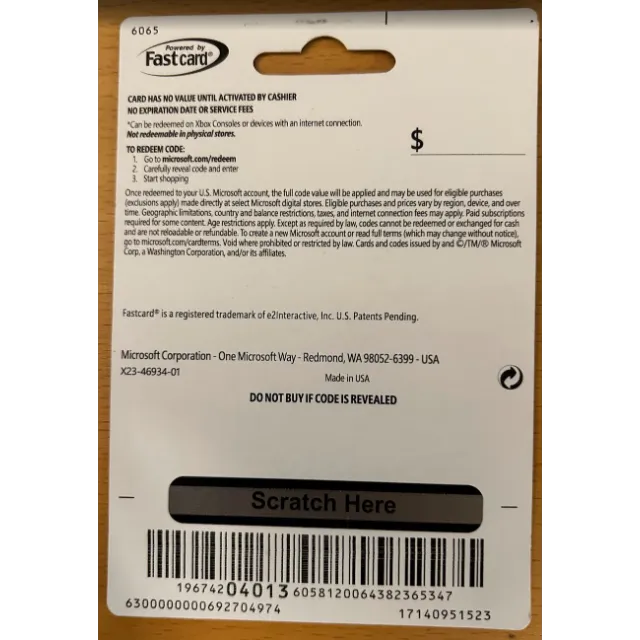 6065
Powered by
Fastcard®
CARD HAS NO VALUE UNTIL ACTIVATED BY CASHIER
NO EXPIRATION DATE OR SERVICE FEES
*Can be redeemed on Xbox Consoles or devices with an internet connection.
Not redeemable in physical stores.
$
TO REDEEM CODE:
1. Go to microsoft.com/redeem
2. Carefully reveal code and enter
3. Start shopping
Once redeemed to your U.S. Microsoft account, the full code value will be applied and may be used for eligible purchases
(exclusions apply) made directly at select Microsoft digital stores. Eligible purchases and prices vary by region, device, and over
time. Geographic limitations, country and balance restrictions, taxes, and internet connection fees may apply. Paid subscriptions
required for some content. Age restrictions apply. Except as required by law, codes cannot be redeemed or exchanged for cash
and are not reloadable or refundable. To create a new Microsoft account or read full terms (which may change without notice),
go to microsoft.com/cardterms. Void where prohibited or restricted by law. Cards and codes issued by and ©/TM/® Microsoft
Corp, a Washington Corporation, and/or its affiliates.
Fastcard® is a registered trademark of e2Interactive, Inc. U.S. Patents Pending.
Microsoft Corporation - One Microsoft Way - Redmond, WA 98052-6399 - USA
X23-46934-01
Made in USA
DO NOT BUY IF CODE IS REVEALED
Scratch Here
196742 04013 6058120064382365347
6300000000692704974
17140951523